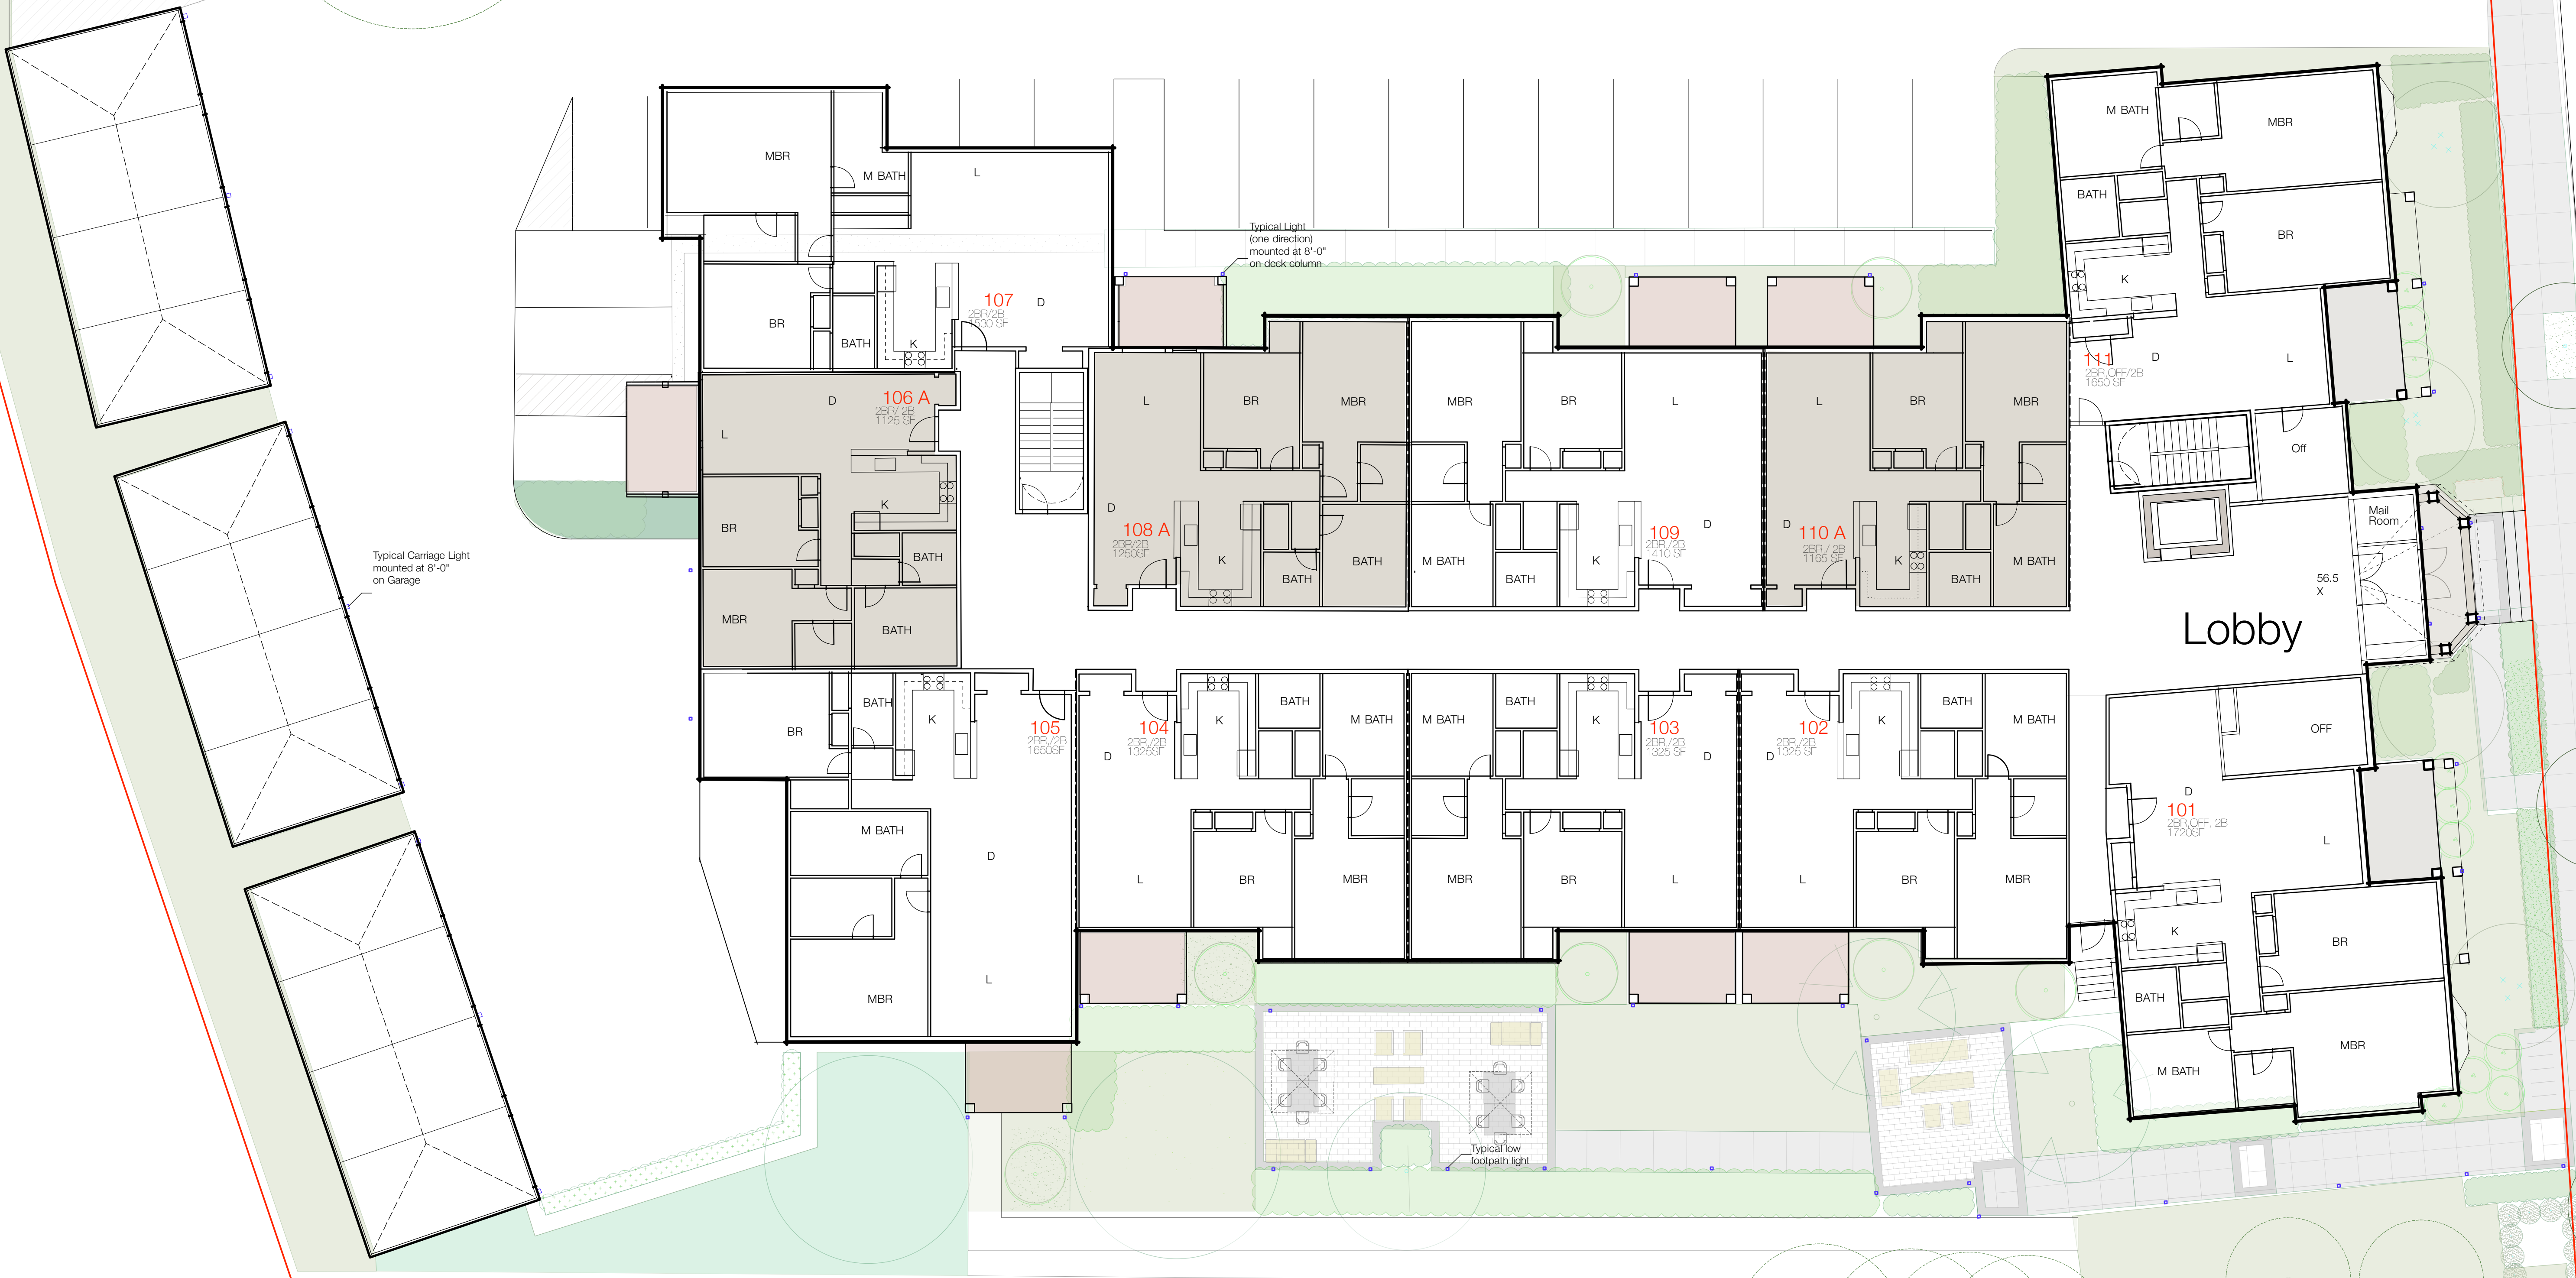 M BATH
MBR
BATH
BR
K
111
2BR,OFF/2B
1650 SF
D
L
Off
Mail
Room
56.5
X
Lobby
MBR
M BATH
L
BR
BATH
K
107
2BR/2B
1530 SF
D
Typical Light
(one direction)
mounted at 8'-0"
on deck column
D
106 A
2BR/ 2B
1125 SF
L
K
BR
BATH
MBR
BATH
L
BR
MBR
D
108 A
2BR/2B
1250SF
K
BATH
BATH
MBR
BR
L
109
2BR,/2B
1410 SF
D
M BATH
BATH
K
L
BR
MBR
D
110 A
2BR,/ 2B
1165 SF
K
BATH
M BATH
Typical Carriage Light
mounted at 8'-0"
on Garage
BR
BATH
K
105
2BR,/2B
1650SF
M BATH
D
MBR
L
104
2BR,/2B
1325SF
D
K
BATH
M BATH
L
BR
MBR
M BATH
BATH
K
103
2BR,/2B
1325 SF
D
MBR
BR
L
102
2BR,/2B
1325 SF
D
K
BATH
M BATH
L
BR
MBR
OFF
D
101
2BR,OFF, 2B
1720SF
L
K
BR
BATH
MBR
M BATH
Typical low
footpath light